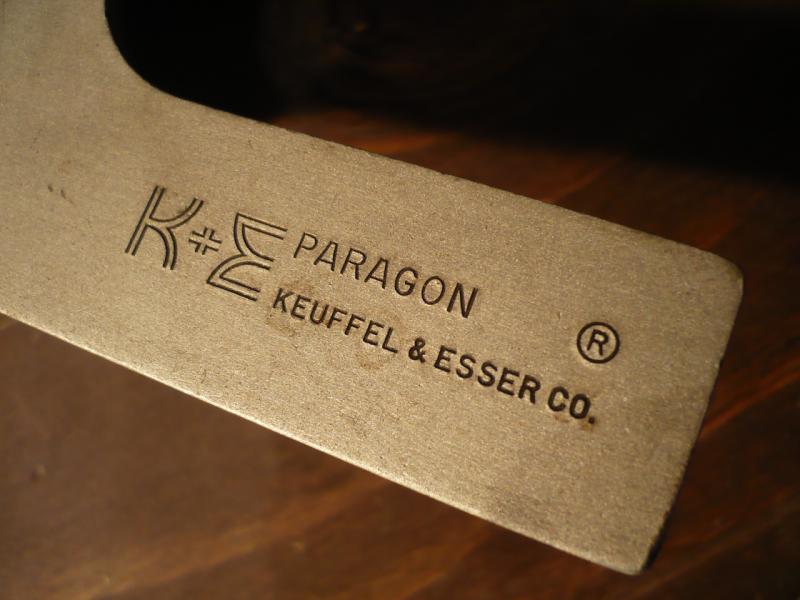 K+E PARAGON
KEUFFEL & ESSER CO. ®